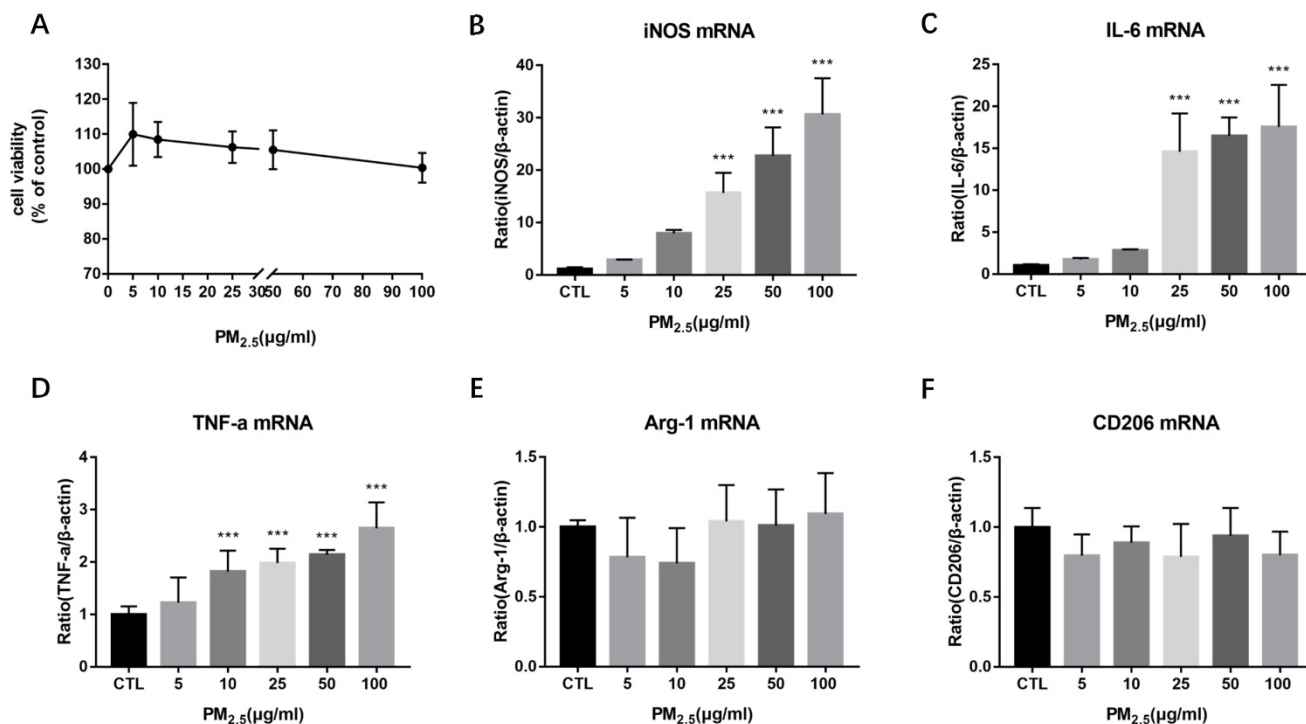 A
cell viability
(% of control)
130
120
110
100
90
80
70
0 5 10 15 20 25 30 50 60 70 80 90 100
PM2.5(μg/ml)
B
iNOS mRNA
Ratio(iNOS/β-actin)
40
30
20
10
0
*** *** ***
CTL 5 10 25 50 100
PM2.5(μg/ml)
C
IL-6 mRNA
Ratio(IL-6/β-actin)
25
20
15
10
5
0
*** *** ***
CTL 5 10 25 50 100
PM2.5(μg/ml)
D
TNF-a mRNA
Ratio(TNF-a/β-actin)
4
3
2
1
0
*** *** *** ***
CTL 5 10 25 50 100
PM2.5(μg/ml)
E
Arg-1 mRNA
Ratio(Arg-1/β-actin)
1.5
1.0
0.5
0.0
CTL 5 10 25 50 100
PM2.5(μg/ml)
F
CD206 mRNA
Ratio(CD206/β-actin)
1.5
1.0
0.5
0.0
CTL 5 10 25 50 100
PM2.5(μg/ml)